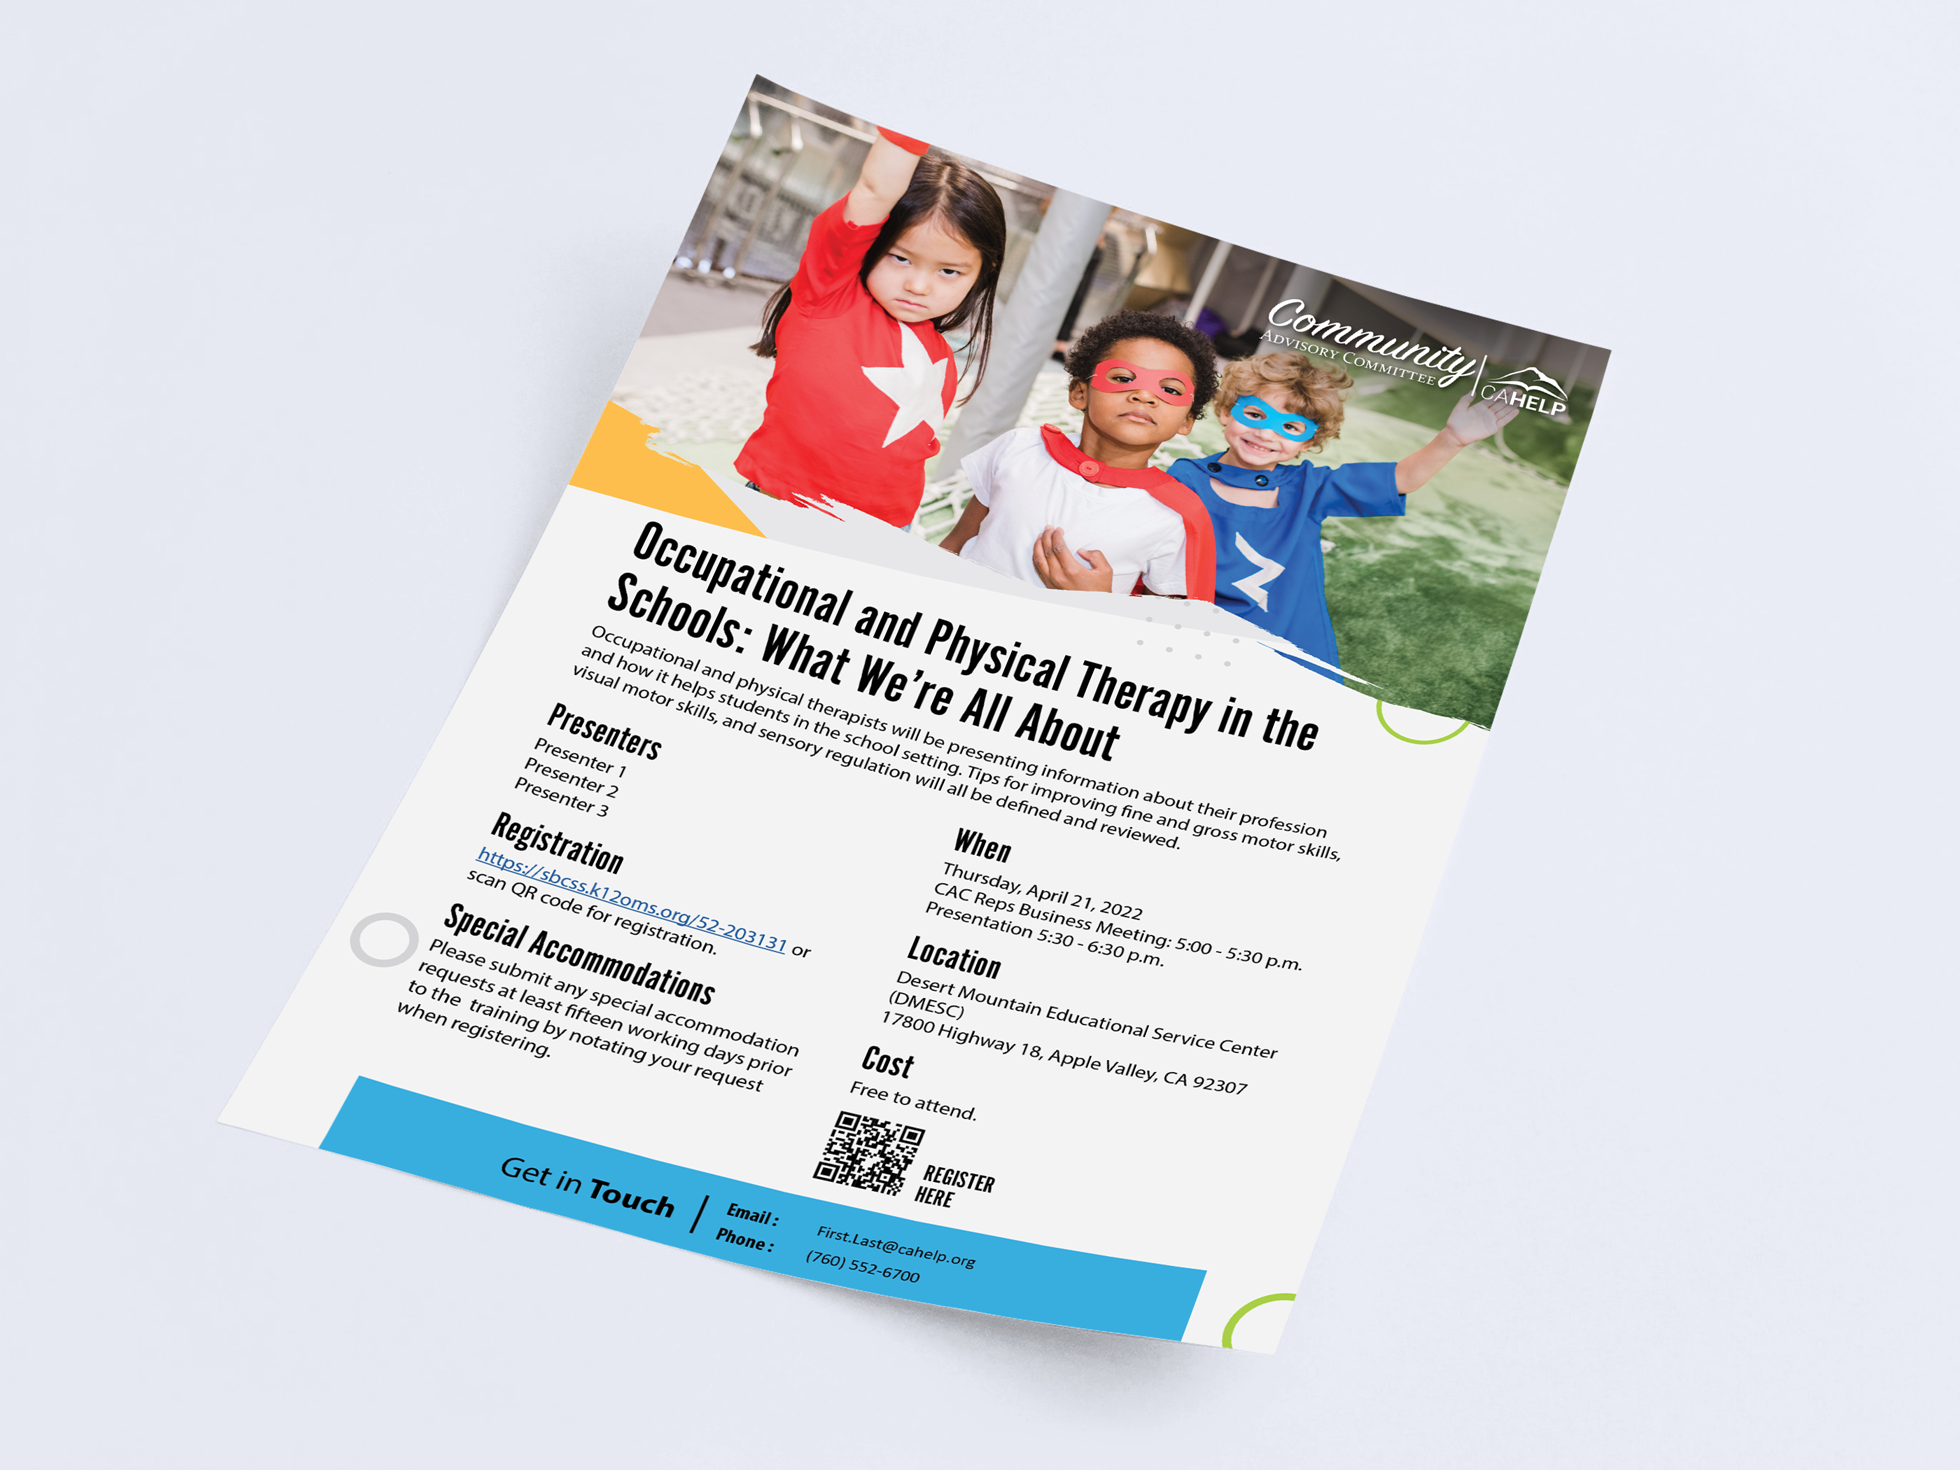 Community
Advisory Committee
CAHELP
Occupational and Physical Therapy in the
Schools: What We're All About
Occupational and physical therapists will be presenting information about their profession
and how it helps students in the school setting. Tips for improving fine and gross motor skills,
visual motor skills, and sensory regulation will all be defined and reviewed.
Presenters
Presenter 1
Presenter 2
Presenter 3
Registration
https://sbcss.k12oms.org/52-203131 or
scan QR code for registration.
Special Accommodations
Please submit any special accommodation
requests at least fifteen working days prior
to the training by notating your request
when registering.
When
Thursday, April 21, 2022
CAC Reps Business Meeting: 5:00 - 5:30 p.m.
Presentation 5:30 - 6:30 p.m.
Location
Desert Mountain Educational Service Center
(DMESC)
17800 Highway 18, Apple Valley, CA 92307
Cost
Free to attend.
REGISTER
HERE
Get in Touch
Email :
First.Last@cahelp.org
Phone :
(760) 552-6700
Z